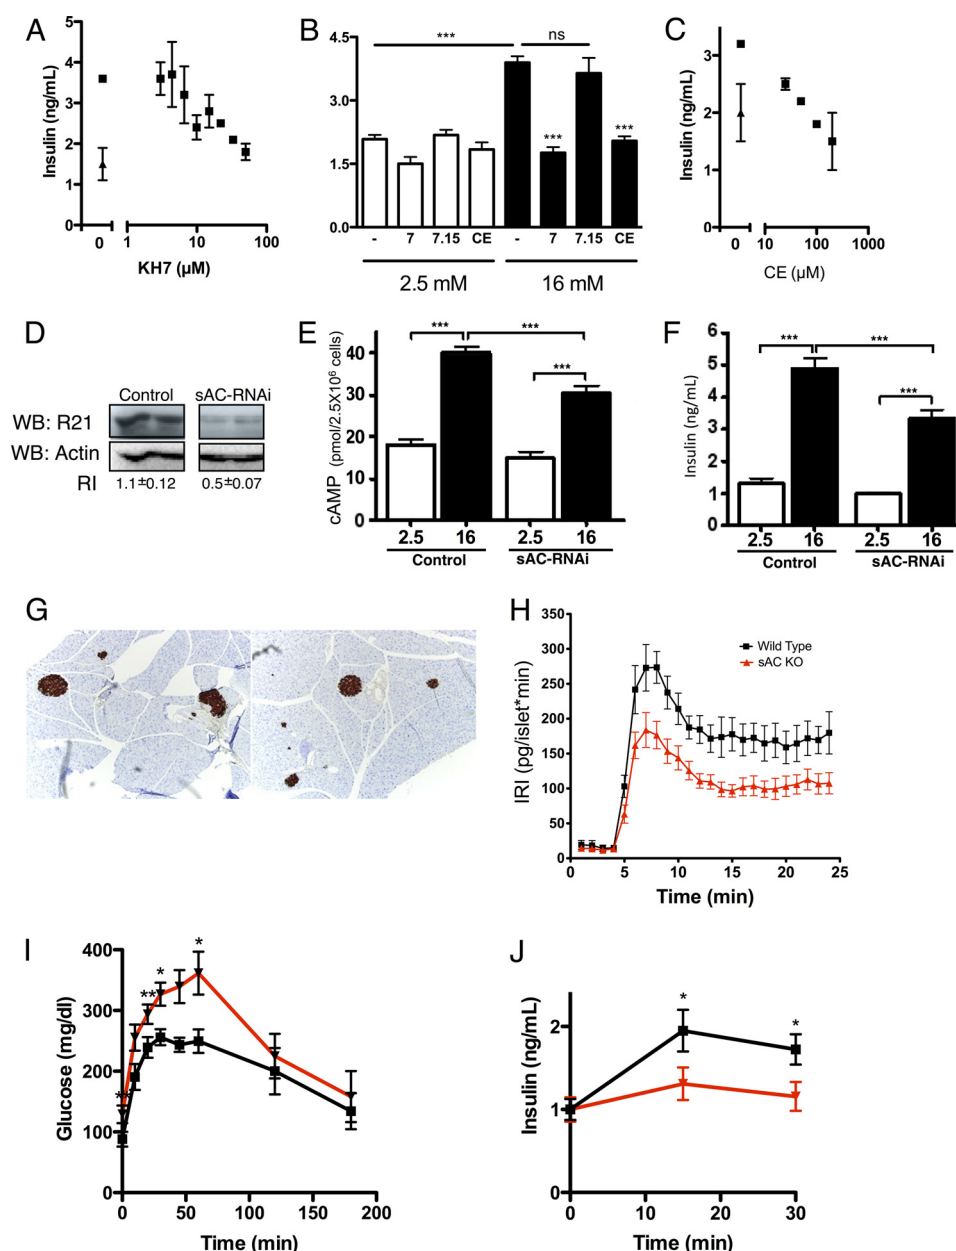 A
Insulin (ng/mL)
5
4
3
2
1
0
0 1 10 100
KH7 (µM)
B
4.5
3.0
1.5
0.0
*** ns
*** ***
- 7 7.15 CE - 7 7.15 CE
2.5 mM 16 mM
C
Insulin (ng/mL)
3
2
1
0
0 10 100 1000
CE (µM)
D
Control sAC-RNAi
WB: R21
WB: Actin
RI 1.1±0.12 0.5±0.07
E
cAMP (pmol/2.5X10⁶ cells)
40
30
20
10
0
*** ***
***
2.5 16 2.5 16
Control sAC-RNAi
F
Insulin (ng/mL)
6
5
4
3
2
1
0
*** ***
***
2.5 16 2.5 16
Control sAC-RNAi
G
H
IRI (pg/islet*min)
350
300
250
200
150
100
50
0
Wild Type
sAC KO
0 5 10 15 20 25
Time (min)
I
Glucose (mg/dl)
400
300
200
100
0
* ** * *
0 50 100 150 200
Time (min)
J
Insulin (ng/mL)
2
1
0
* *
0 10 20 30
Time (min)